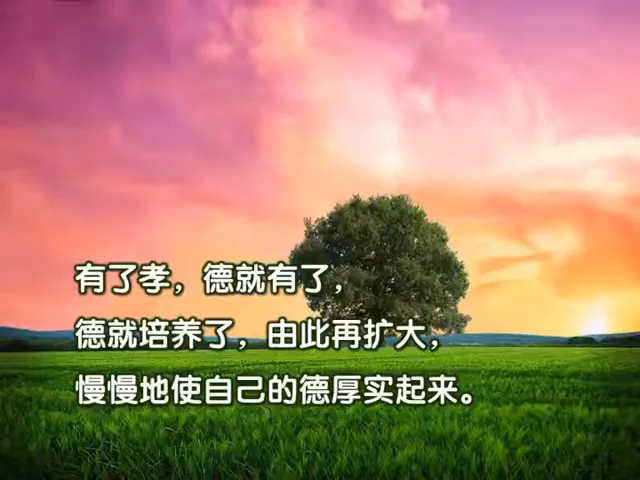 有了孝，德就有了，
德就培养了，由此再扩大，
慢慢地使自己的德厚实起来。